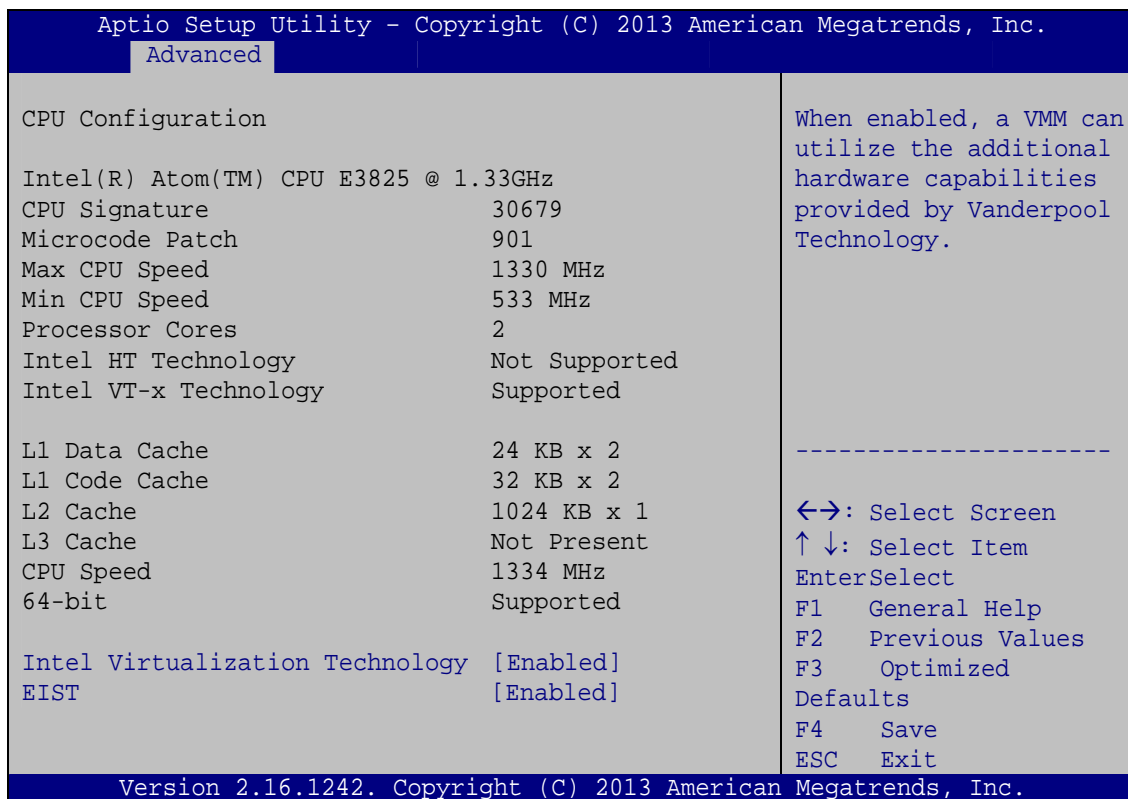 Aptio Setup Utility – Copyright (C) 2013 American Megatrends, Inc.
Advanced
CPU Configuration
Intel(R) Atom(TM) CPU E3825 @ 1.33GHz
CPU Signature 30679
Microcode Patch 901
Max CPU Speed 1330 MHz
Min CPU Speed 533 MHz
Processor Cores 2
Intel HT Technology Not Supported
Intel VT-x Technology Supported
L1 Data Cache 24 KB x 2
L1 Code Cache 32 KB x 2
L2 Cache 1024 KB x 1
L3 Cache Not Present
CPU Speed 1334 MHz
64-bit Supported
Intel Virtualization Technology [Enabled]
EIST [Enabled]
When enabled, a VMM can
utilize the additional
hardware capabilities
provided by Vanderpool
Technology.
----------------------
←→: Select Screen
↑ ↓: Select Item
EnterSelect
F1 General Help
F2 Previous Values
F3 Optimized
Defaults
F4 Save
ESC Exit
Version 2.16.1242. Copyright (C) 2013 American Megatrends, Inc.